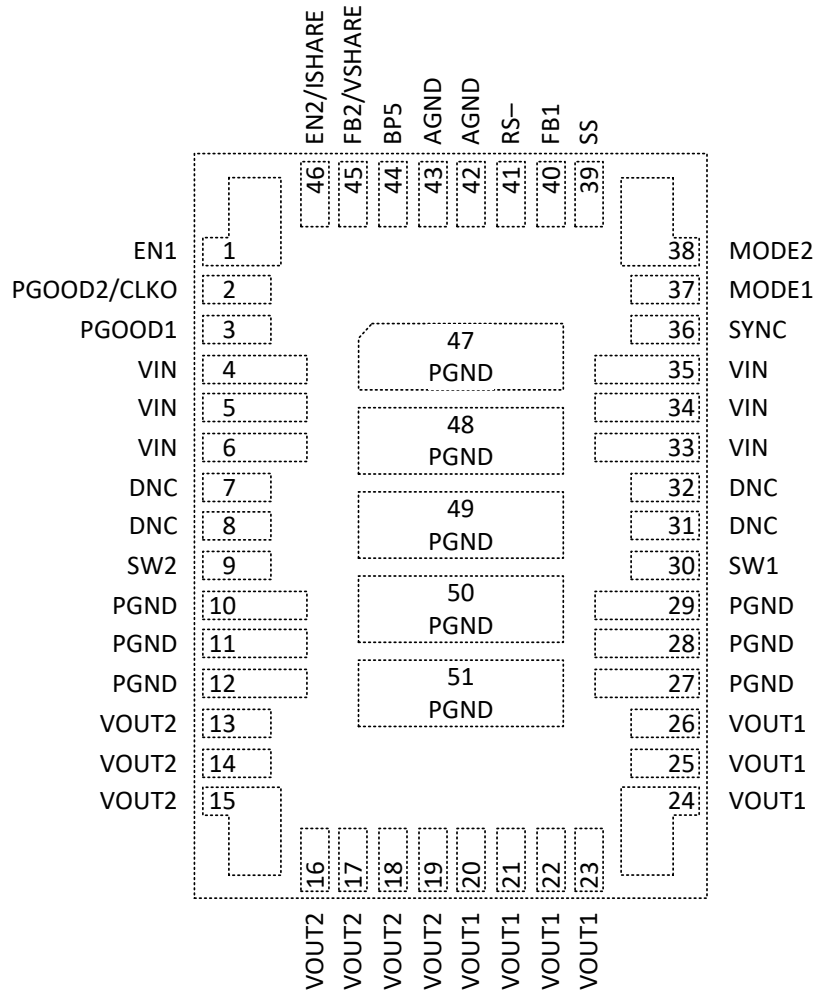 EN2/ISHARE
FB2/VSHARE
BP5
AGND
AGND
RS–
FB1
SS
46
45
44
43
42
41
40
39
EN1 1
38 MODE2
PGOOD2/CLKO 2
37 MODE1
PGOOD1 3
36 SYNC
47
PGND
VIN 4
35 VIN
VIN 5
34 VIN
48
PGND
VIN 6
33 VIN
DNC 7
32 DNC
49
PGND
DNC 8
31 DNC
SW2 9
30 SW1
50
PGND
PGND 10
29 PGND
PGND 11
28 PGND
51
PGND
PGND 12
27 PGND
VOUT2 13
26 VOUT1
VOUT2 14
25 VOUT1
VOUT2 15
24 VOUT1
16
17
18
19
20
21
22
23
VOUT2
VOUT2
VOUT2
VOUT2
VOUT1
VOUT1
VOUT1
VOUT1